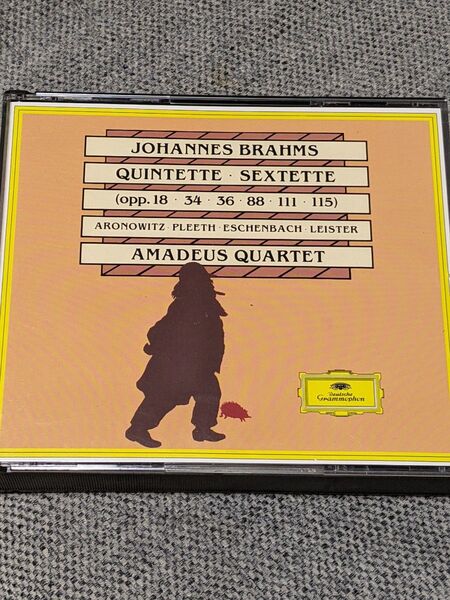 JOHANNES BRAHMS
QUINTETTE · SEXTETTE
(opp. 18 · 34 · 36 · 88 · 111 · 115)
ARONOWITZ · PLEETH · ESCHENBACH · LEISTER
AMADEUS QUARTET
Deutsche
Grammophon